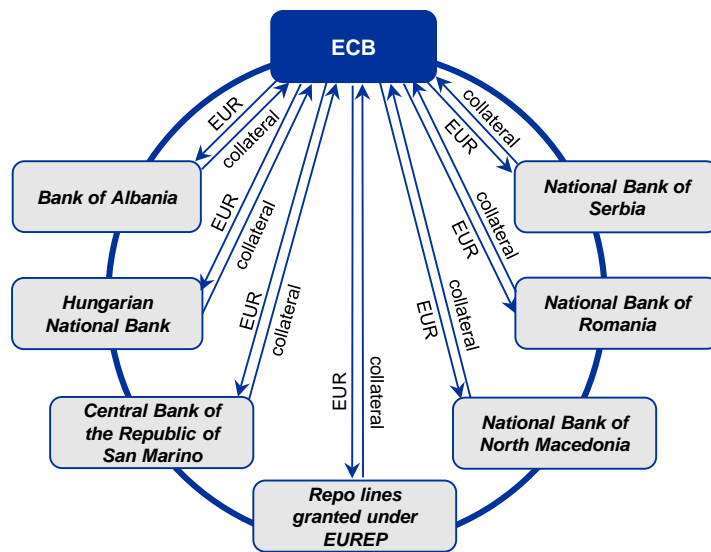 ECB
EUR
collateral
EUR
collateral
EUR
collateral
EUR
collateral
EUR
collateral
EUR
collateral
EUR
collateral
Bank of Albania
National Bank of
Serbia
Hungarian
National Bank
National Bank of
Romania
Central Bank of
the Republic of
San Marino
National Bank of
North Macedonia
Repo lines
granted under
EUREP